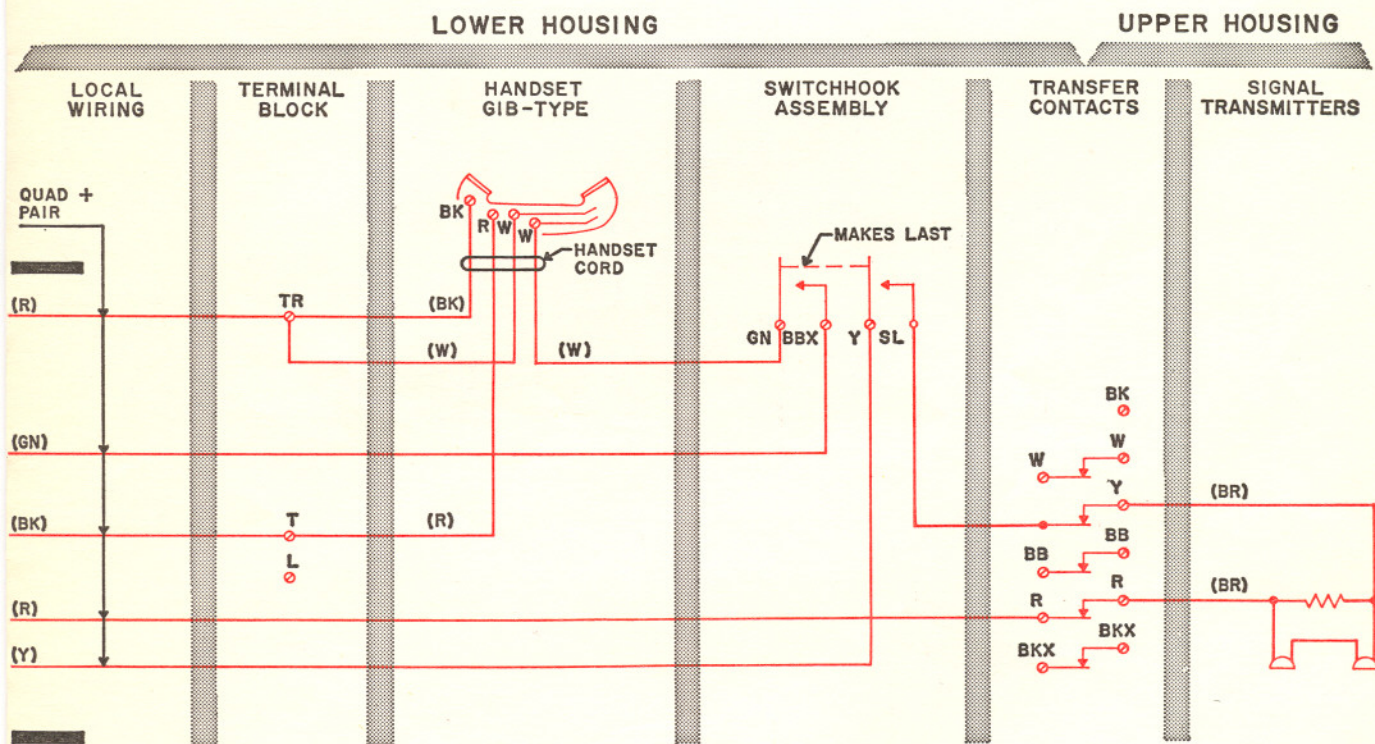 LOWER HOUSING
UPPER HOUSING
LOCAL
WIRING
TERMINAL
BLOCK
HANDSET
GIB-TYPE
SWITCHHOOK
ASSEMBLY
TRANSFER
CONTACTS
SIGNAL
TRANSMITTERS
QUAD +
PAIR
BK
R
W
W
HANDSET
CORD
MAKES LAST
(R)
TR
(BK)
(W)
(W)
GN
BBX
Y
SL
BK
(GN)
W
W
Y
(BR)
(BK)
T
(R)
L
BB
BB
R
R
(BR)
(R)
(Y)
BKX
BKX